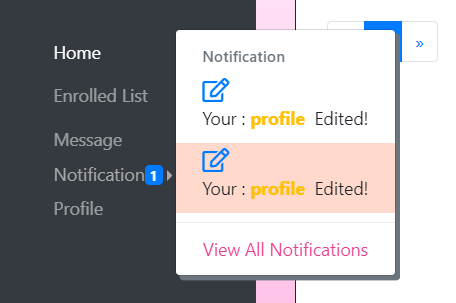 Home
Enrolled List
Message
Notification 1
Profile
Notification
Your : profile Edited!
Your : profile Edited!
View All Notifications
»